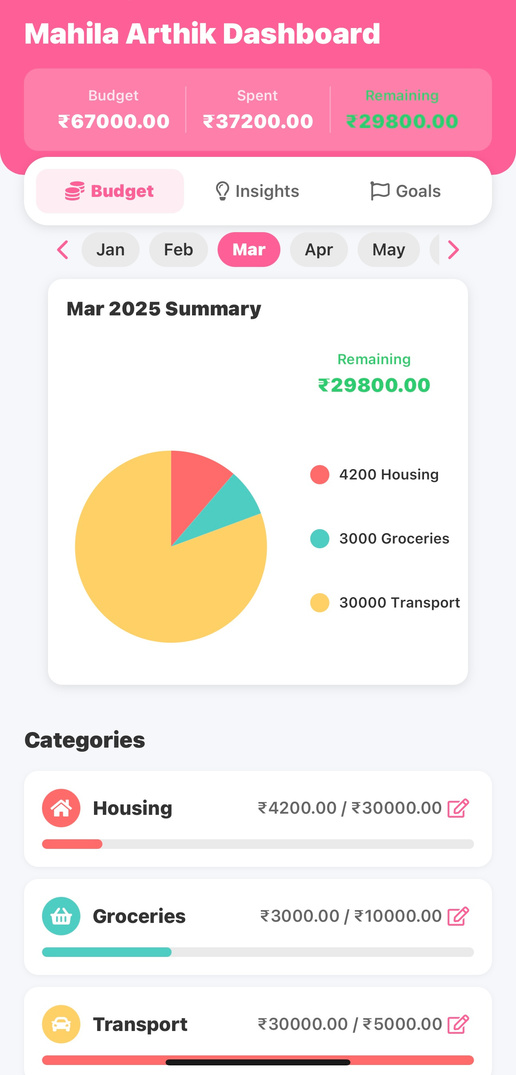 Mahila Arthik Dashboard
Budget Spent Remaining
₹67000.00 ₹37200.00 ₹29800.00
Budget Insights Goals
Jan Feb Mar Apr May
Mar 2025 Summary
Remaining
₹29800.00
4200 Housing
3000 Groceries
30000 Transport
Categories
Housing ₹4200.00 / ₹30000.00
Groceries ₹3000.00 / ₹10000.00
Transport ₹30000.00 / ₹5000.00